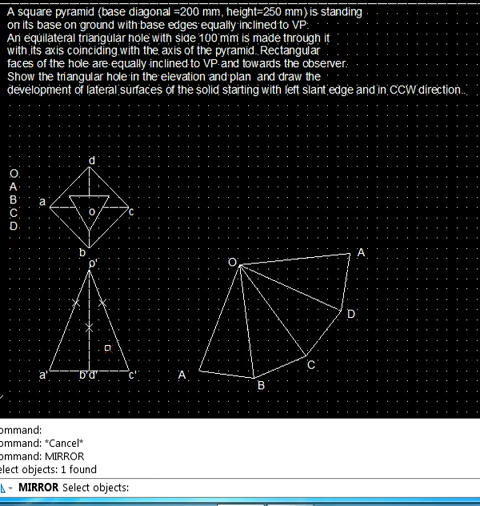 A square pyramid (base diagonal =200 mm, height=250 mm) is standing
on its base on ground with base edges equally inclined to VP.
An equilateral triangular hole with side 100 mm is made through it
with its axis coinciding with the axis of the pyramid. Rectangular
faces of the hole are equally inclined to VP and towards the observer.
Show the triangular hole in the elevation and plan and draw the
development of lateral surfaces of the solid starting with left slant edge and in CCW direction..
d
O
A
B
C
D
a
o
c
b
o'
O
A
D
C
a'
b'd'
c'
A
B
ommand:
ommand: *Cancel*
ommand: MIRROR
elect objects: 1 found
MIRROR Select objects: